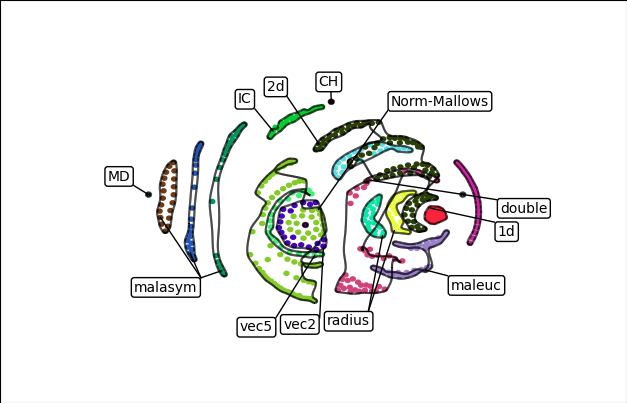 CH
2d
IC
Norm-Mallows
MD
double
1d
malasym
maleuc
vec5
vec2
radius